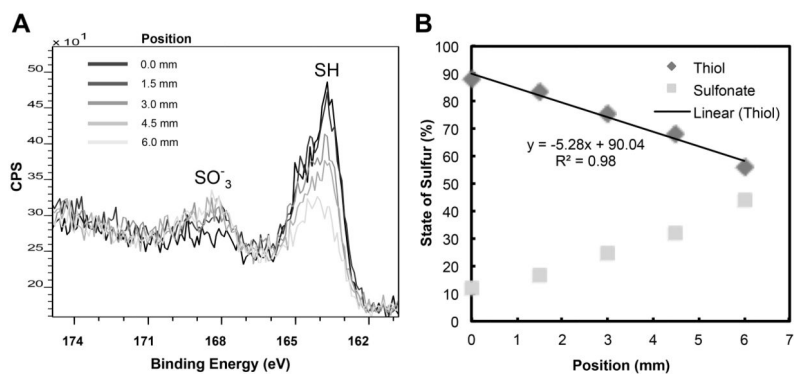 A
× 10¹
Position
0.0 mm
1.5 mm
3.0 mm
4.5 mm
6.0 mm
SH
SO⁻₃
50
45
40
35
30
25
20
CPS
174 171 168 165 162
Binding Energy (eV)
B
100
90
80
70
60
50
40
30
20
10
0
State of Sulfur (%)
Thiol
Sulfonate
Linear (Thiol)
y = -5.28x + 90.04
R² = 0.98
0 1 2 3 4 5 6 7
Position (mm)